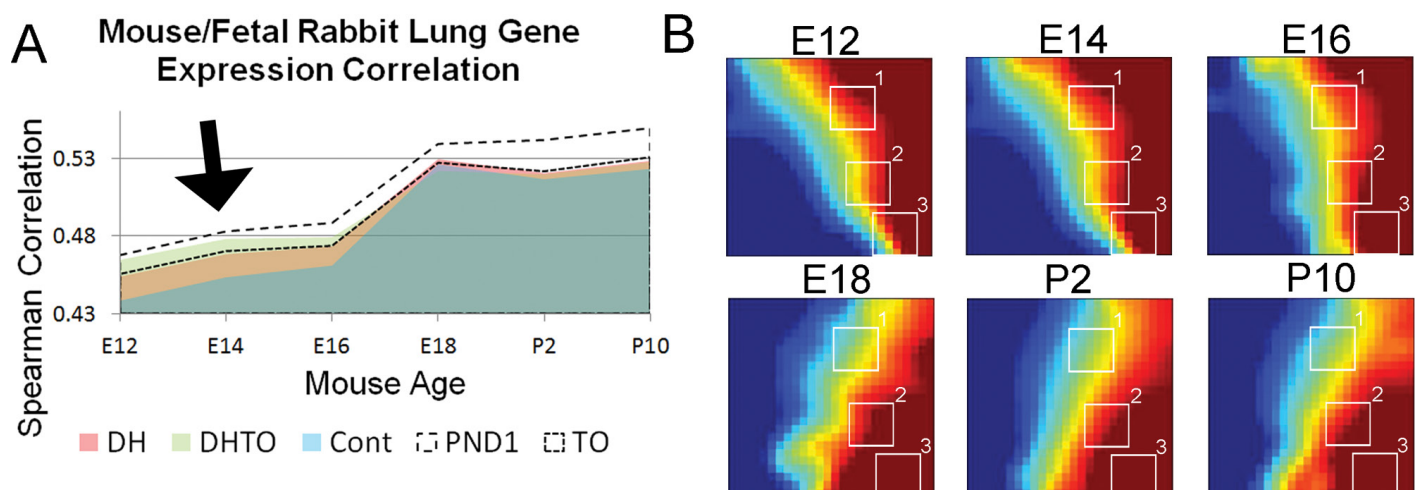 A
Mouse/Fetal Rabbit Lung Gene
Expression Correlation
Spearman Correlation
0.53
0.48
0.43
E12 E14 E16 E18 P2 P10
Mouse Age
DH DHTO Cont PND1 TO
B
E12 E14 E16
1 1 1
2 2 2
3 3 3
E18 P2 P10
1 1 1
2 2 2
3 3 3